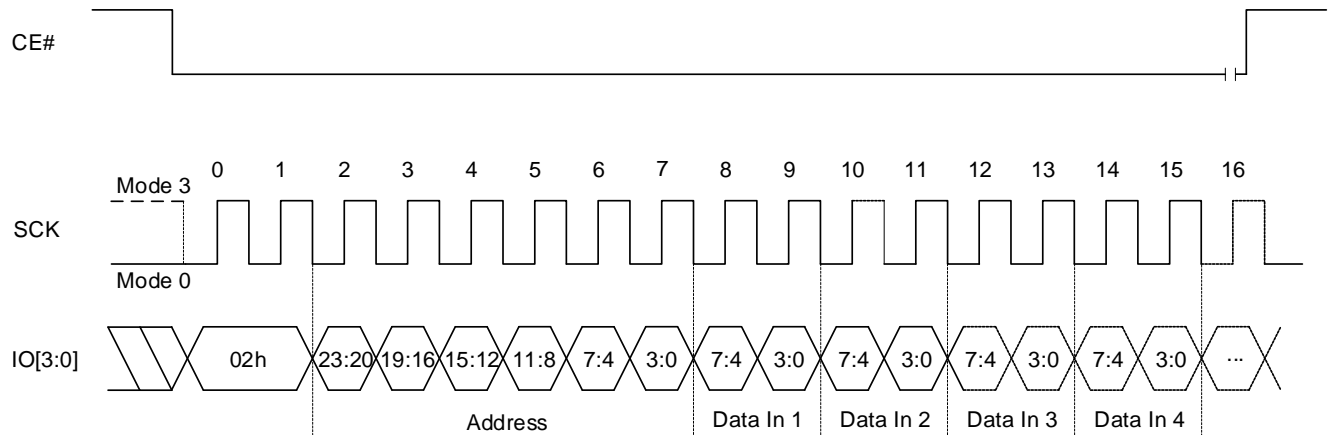 CE#
0 1 2 3 4 5 6 7 8 9 10 11 12 13 14 15 16
Mode 3
SCK
Mode 0
IO[3:0] 02h 23:20 19:16 15:12 11:8 7:4 3:0 7:4 3:0 7:4 3:0 7:4 3:0 7:4 3:0 ...
Address Data In 1 Data In 2 Data In 3 Data In 4